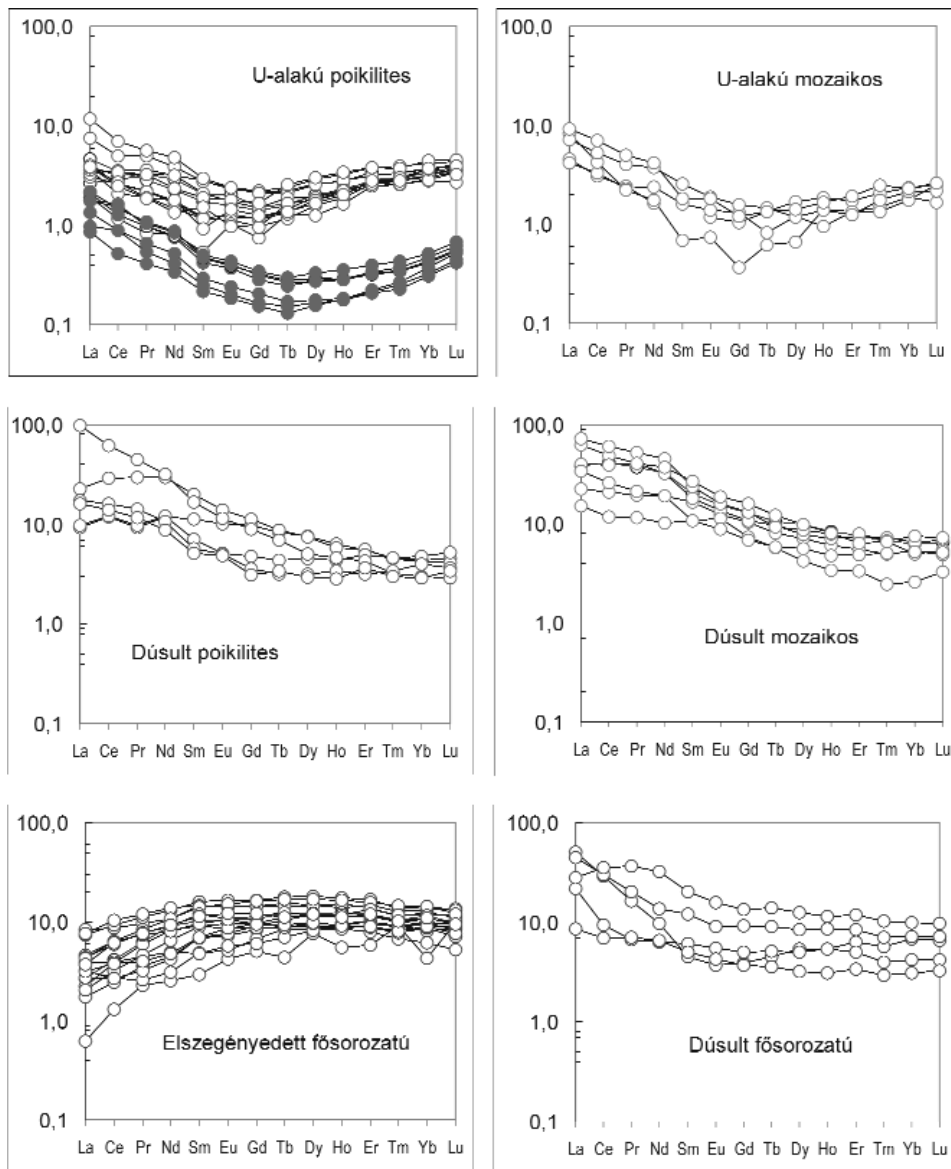 100,0
U-alakú poikilites
10,0
1,0
0,1
La Ce Pr Nd Sm Eu Gd Tb Dy Ho Er Tm Yb Lu
100,0
U-alakú mozaikos
10,0
1,0
0,1
La Ce Pr Nd Sm Eu Gd Tb Dy Ho Er Tm Yb Lu
100,0
10,0
1,0
Dúsult poikilites
0,1
La Ce Pr Nd Sm Eu Gd Tb Dy Ho Er Tm Yb Lu
100,0
10,0
1,0
Dúsult mozaikos
0,1
La Ce Pr Nd Sm Eu Gd Tb Dy Ho Er Tm Yb Lu
100,0
10,0
1,0
Elszegényedett fősorozatú
0,1
La Ce Pr Nd Sm Eu Gd Tb Dy Ho Er Tm Yb Lu
100,0
10,0
1,0
Dúsult fősorozatú
0,1
La Ce Pr Nd Sm Eu Gd Tb Dy Ho Er Tm Yb Lu